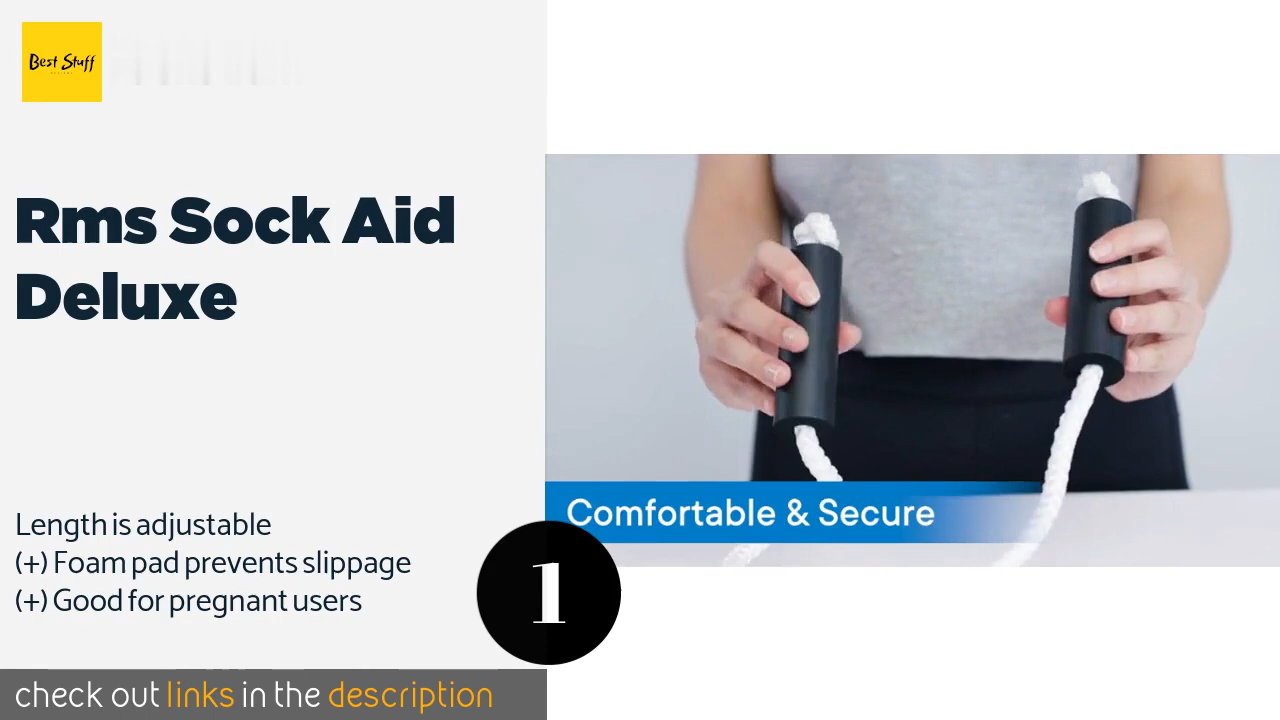 Best Stuff
Rms Sock Aid
Deluxe
Comfortable & Secure
Length is adjustable
(+) Foam pad prevents slippage
(+) Good for pregnant users
1
check out links in the description